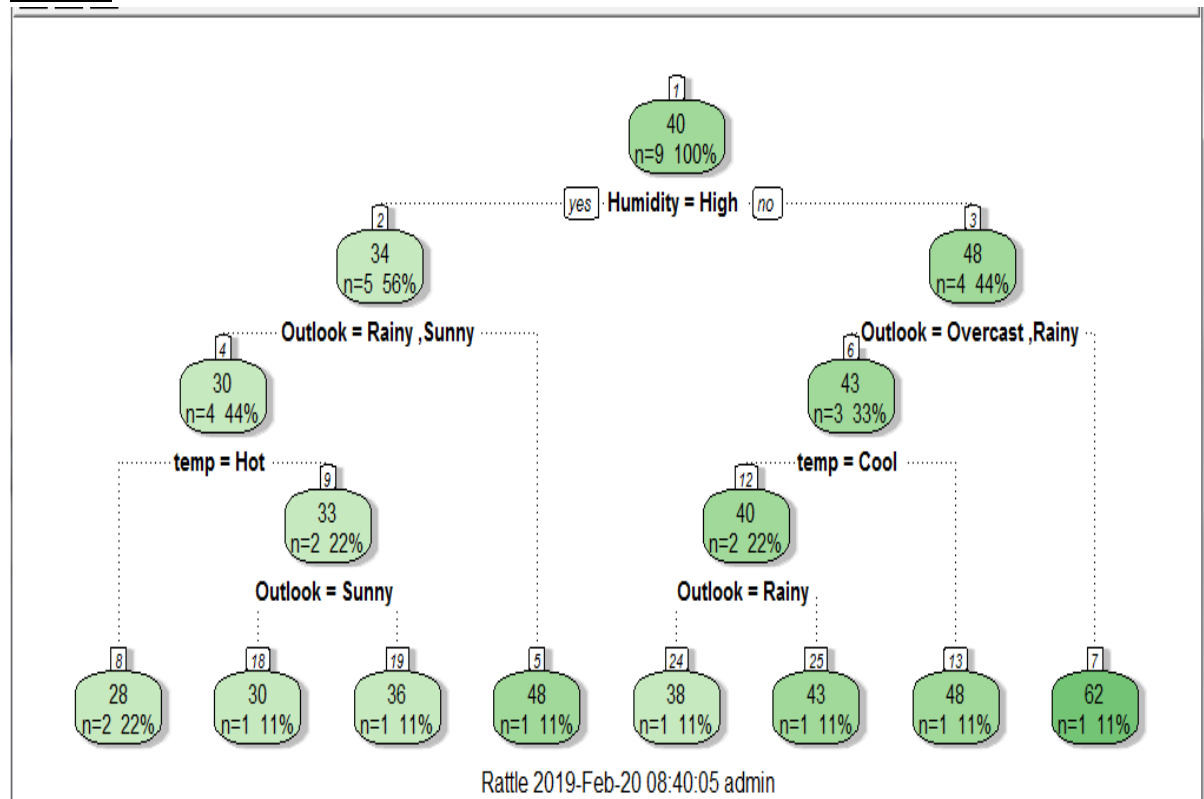 1
40
n=9 100%
yes Humidity = High no
2
34
n=5 56%
3
48
n=4 44%
Outlook = Rainy ,Sunny
Outlook = Overcast ,Rainy
4
30
n=4 44%
6
43
n=3 33%
temp = Hot
temp = Cool
9
33
n=2 22%
12
40
n=2 22%
Outlook = Sunny
Outlook = Rainy
8
28
n=2 22%
18
30
n=1 11%
19
36
n=1 11%
5
48
n=1 11%
24
38
n=1 11%
25
43
n=1 11%
13
48
n=1 11%
7
62
n=1 11%
Rattle 2019-Feb-20 08:40:05 admin